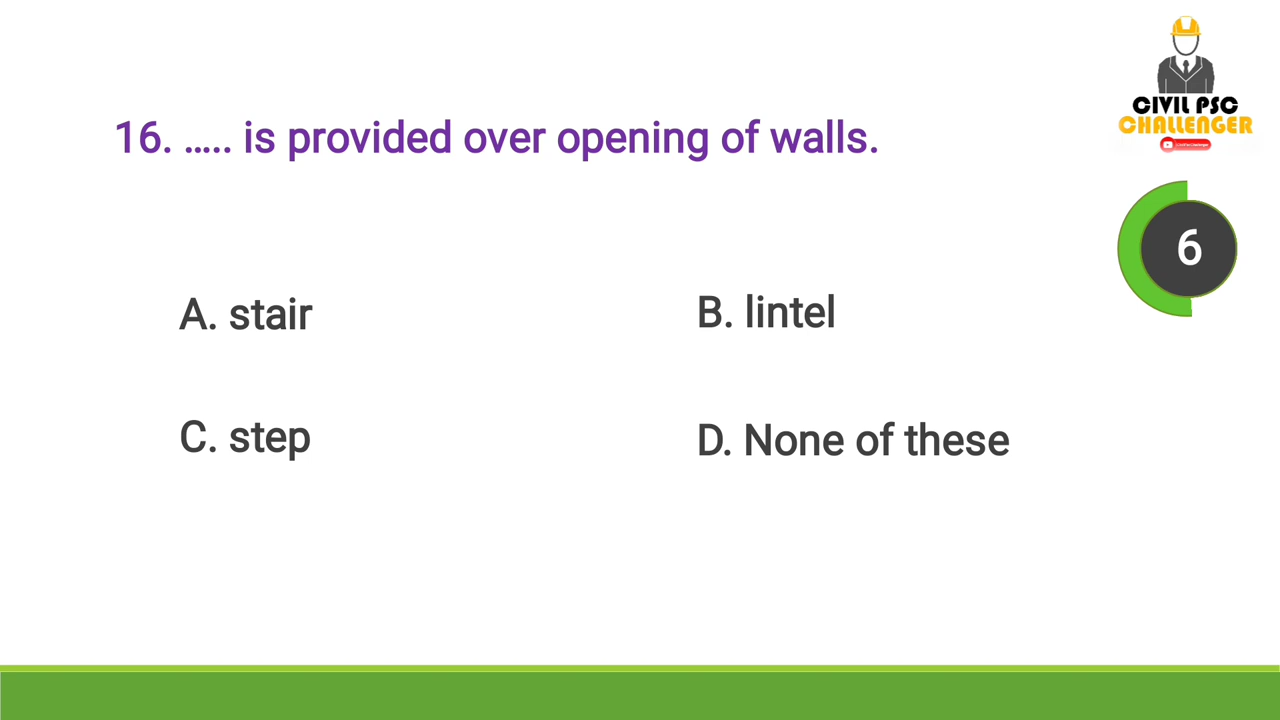 CIVIL PSC
CHALLENGER
16. ..... is provided over opening of walls.
6
A. stair
B. lintel
C. step
D. None of these